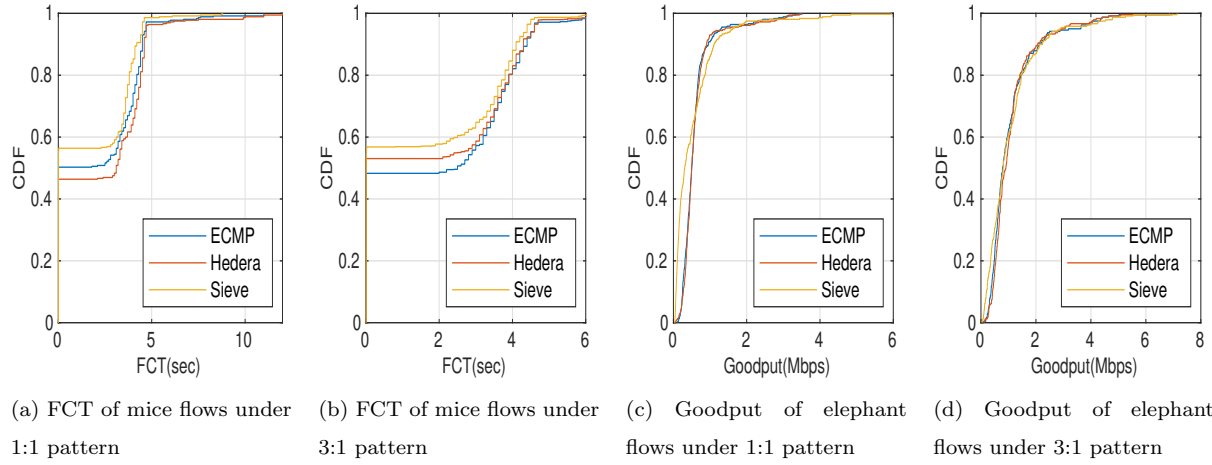 1
0.8
0.6
0.4
0.2
0
CDF
0
5
10
FCT(sec)
ECMP
Hedera
Sieve
1
0.8
0.6
0.4
0.2
0
CDF
0
2
4
6
FCT(sec)
ECMP
Hedera
Sieve
1
0.8
0.6
0.4
0.2
0
CDF
0
2
4
6
Goodput(Mbps)
ECMP
Hedera
Sieve
1
0.8
0.6
0.4
0.2
0
CDF
0
2
4
6
8
Goodput(Mbps)
ECMP
Hedera
Sieve
(a) FCT of mice flows under
1:1 pattern
(b) FCT of mice flows under
3:1 pattern
(c) Goodput of elephant
flows under 1:1 pattern
(d) Goodput of elephant
flows under 3:1 pattern